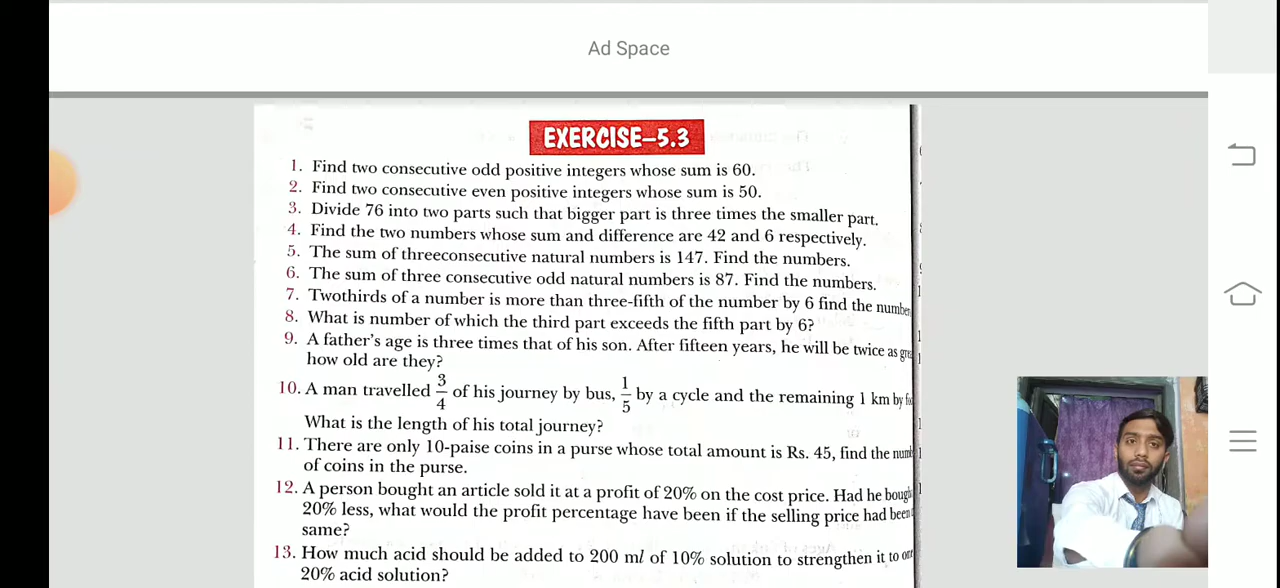 Ad Space
EXERCISE–5.3
1. Find two consecutive odd positive integers whose sum is 60.
2. Find two consecutive even positive integers whose sum is 50.
3. Divide 76 into two parts such that bigger part is three times the smaller part.
4. Find the two numbers whose sum and difference are 42 and 6 respectively.
5. The sum of threeconsecutive natural numbers is 147. Find the numbers.
6. The sum of three consecutive odd natural numbers is 87. Find the numbers.
7. Twothirds of a number is more than three-fifth of the number by 6 find the number
8. What is number of which the third part exceeds the fifth part by 6?
9. A father's age is three times that of his son. After fifteen years, he will be twice as
how old are they?
10. A man travelled 3/4 of his journey by bus, 1/5 by a cycle and the remaining 1 km by
What is the length of his total journey?
11. There are only 10-paise coins in a purse whose total amount is Rs. 45, find the
of coins in the purse.
12. A person bought an article sold it at a profit of 20% on the cost price. Had he
20% less, what would the profit percentage have been if the selling price had been
same?
13. How much acid should be added to 200 ml of 10% solution to strengthen it to
20% acid solution?